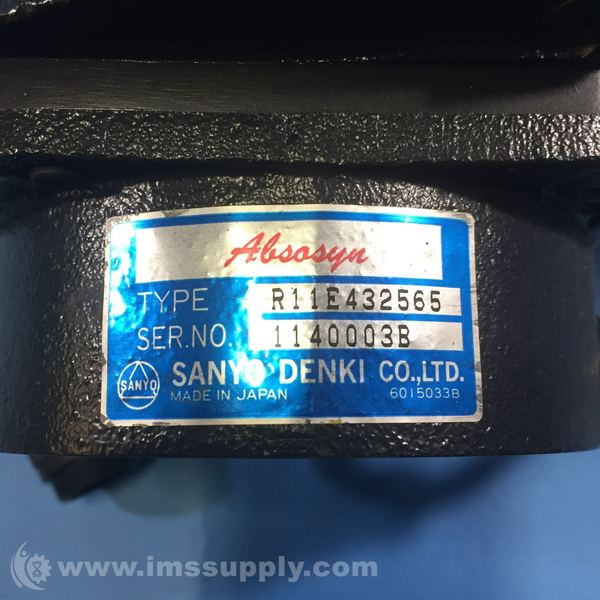 Absosyn
TYPE R11E432565
SER.NO. 1140003B
SANYO SANYO DENKI CO.,LTD.
MADE IN JAPAN 6015033B
www.imssupply.com